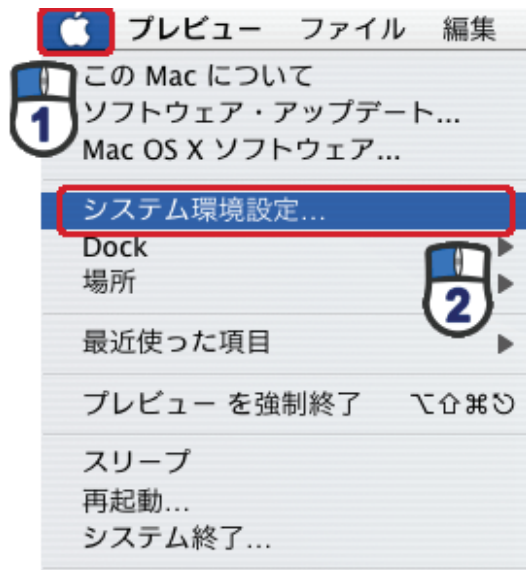 プレビュー ファイル 編集
この Mac について
1
ソフトウェア・アップデート...
Mac OS X ソフトウェア...
システム環境設定...
Dock
場所
2
最近使った項目
プレビュー を強制終了 ⌥⇧⌘⎋
スリープ
再起動...
システム終了...